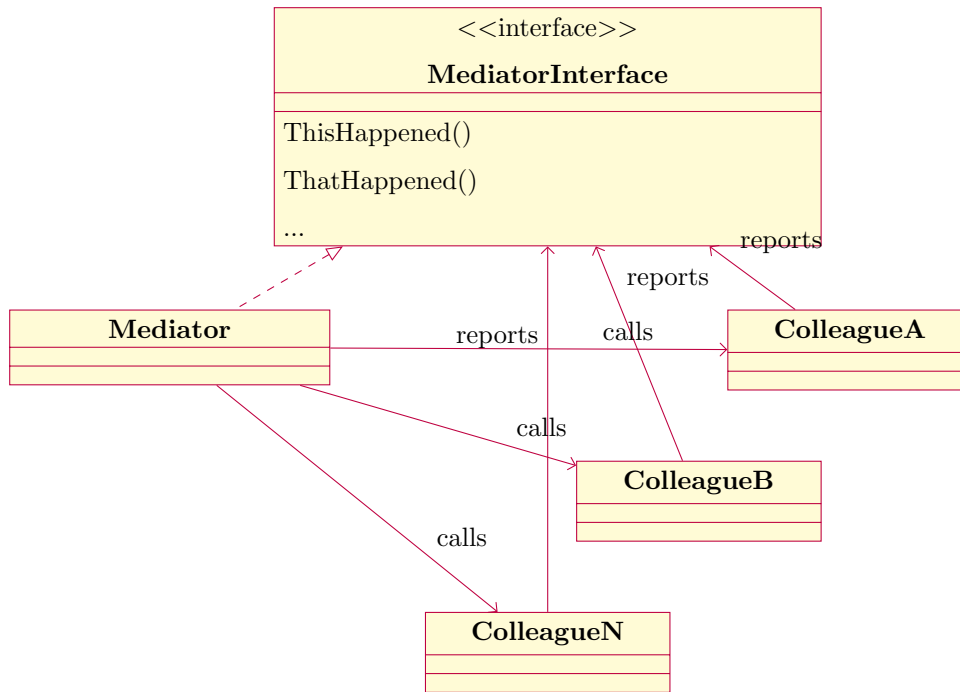 <<interface>>
MediatorInterface
ThisHappened()
ThatHappened()
...
reports
reports
Mediator
reports
calls
ColleagueA
calls
ColleagueB
calls
ColleagueN